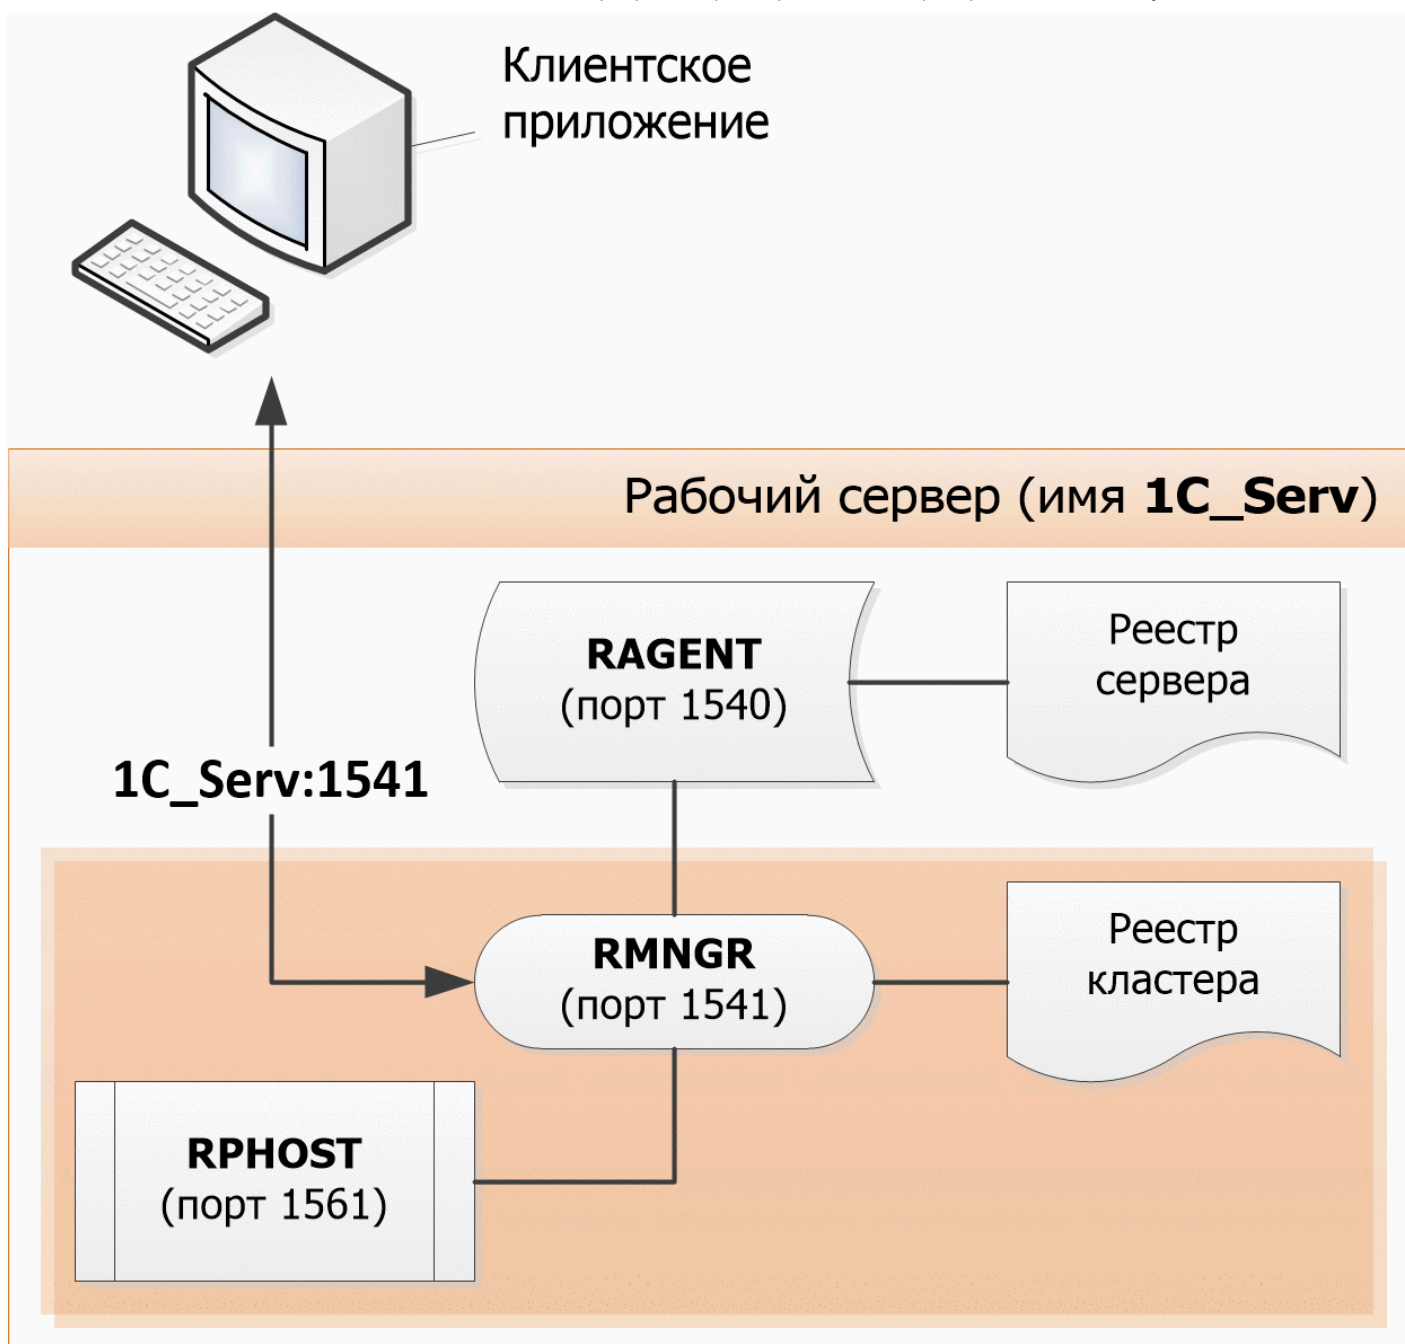 Клиентское
приложение
Рабочий сервер (имя 1C_Serv)
RAGENT
(порт 1540)
Реестр
сервера
1C_Serv:1541
RMNGR
(порт 1541)
Реестр
кластера
RPHOST
(порт 1561)